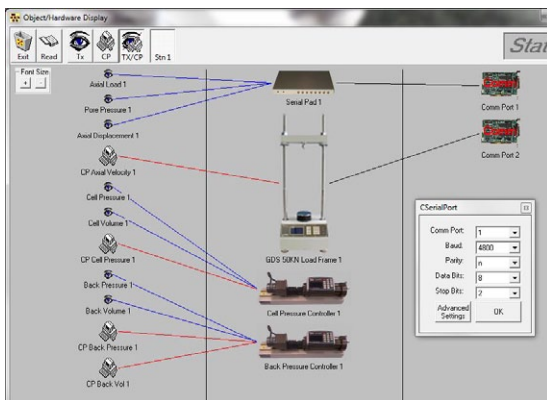 Object/Hardware Display
Exit
Read
Tx
CP
TX/CP
Stn 1
Stat
Font Size
+
-
Axial Load 1
Pore Pressure 1
Axial Displacement 1
CP Axial Velocity 1
Cell Pressure 1
Cell Volume 1
CP Cell Pressure 1
Back Pressure 1
Back Volume 1
CP Back Pressure 1
CP Back Vol 1
Serial Pad 1
GDS 50KN Load Frame 1
Cell Pressure Controller 1
Back Pressure Controller 1
Comm Port 1
Comm Port 2
CSerialPort
Comm Port: 1
Baud: 4800
Parity: n
Data Bits: 8
Stop Bits: 2
Advanced
Settings
OK